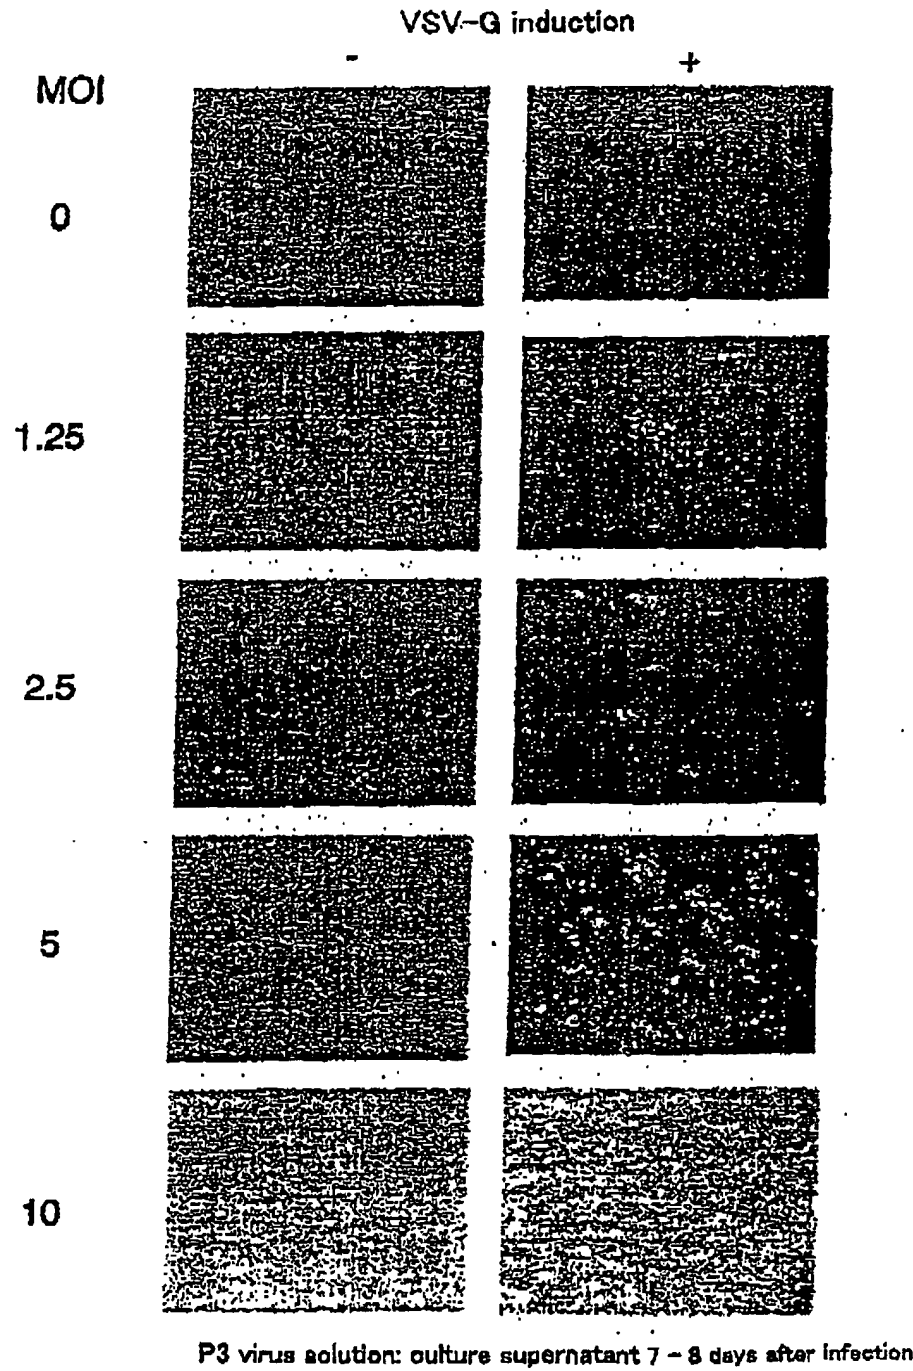 VSV-G induction
- +
MOI
0
1.25
2.5
5
10
P3 virus solution: culture supernatant 7 - 8 days after infection